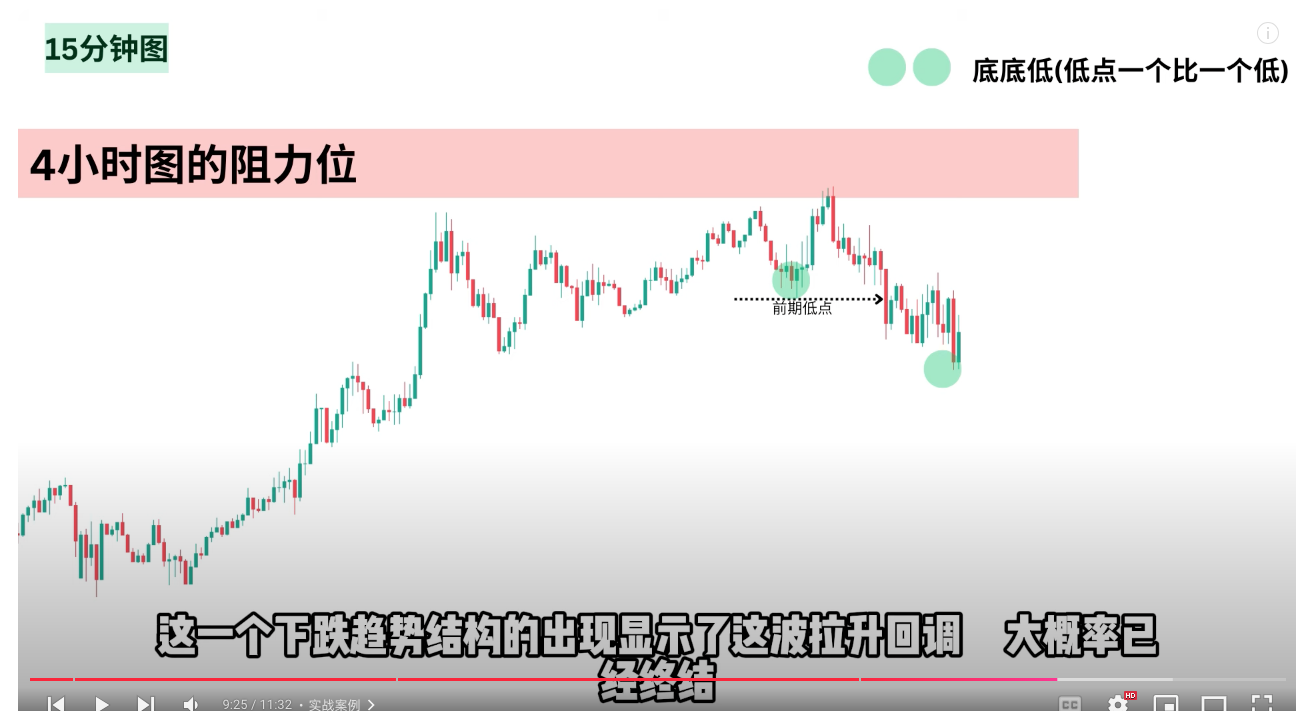 15分钟图
底底低(低点一个比一个低)
4小时图的阻力位
前期低点
这一个下跌趋势结构的出现显示了这波拉升回调 大概率已
经终结
9:25 / 11:32 • 实战案例
CC
HD